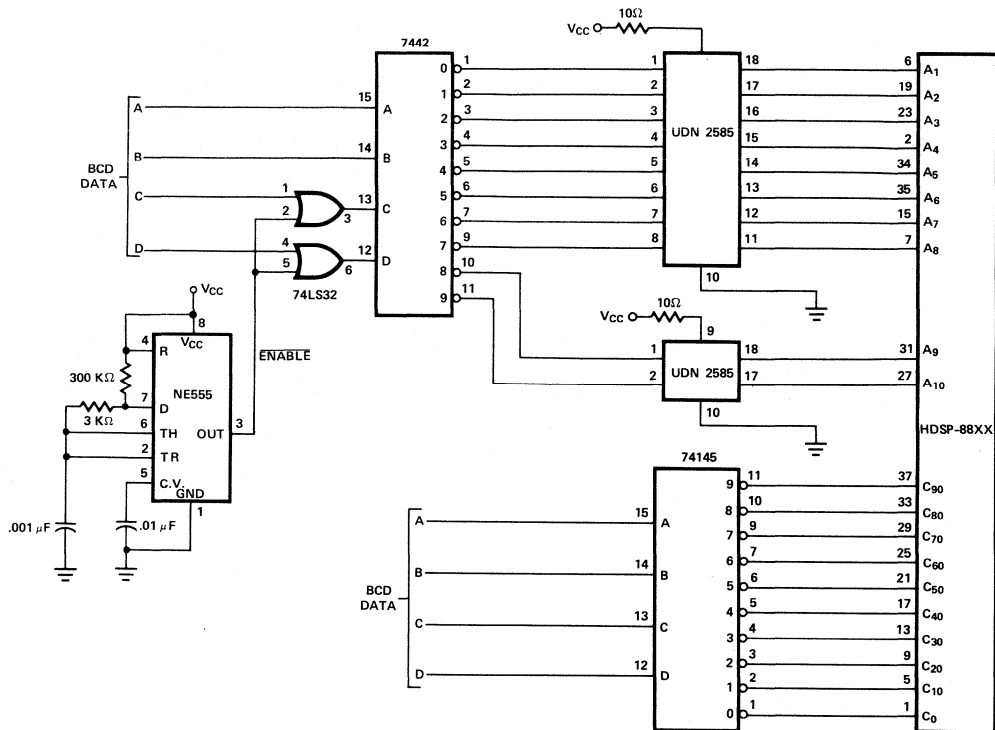 10Ω
VCC
7442
0 1 1 18 6 A1
1 2 2 17 19 A2
15 A 2 3 3 16 23 A3
A
3 4 4 UDN 2585 15 2 A4
B 14 B 4 5 5 14 34 A5
BCD
DATA
C 1 13 C 5 6 6 13 35 A6
2 3
6 7 7 12 15 A7
D 4 12 D 7 9 8 11 7 A8
5 6
74LS32
8 10 10
9 11
VCC
10Ω
VCC 9
8
ENABLE
4 R VCC
1 18 31 A9
300 KΩ
UDN 2585
2 17 27 A10
7 D NE555
3 KΩ
10
6 TH OUT 3
HDSP-88XX
2 TR
74145
5 C.V.
GND
1
9 11 37 C90
8 10 33 C80
.001 μF .01 μF
A 15 A 7 9 29 C70
6 7 25 C60
B 14 B 5 6 21 C50
BCD
DATA
4 5 17 C40
C 13 C 3 4 13 C30
2 3 9 C20
D 12 D 1 2 5 C10
0 1 1 C0